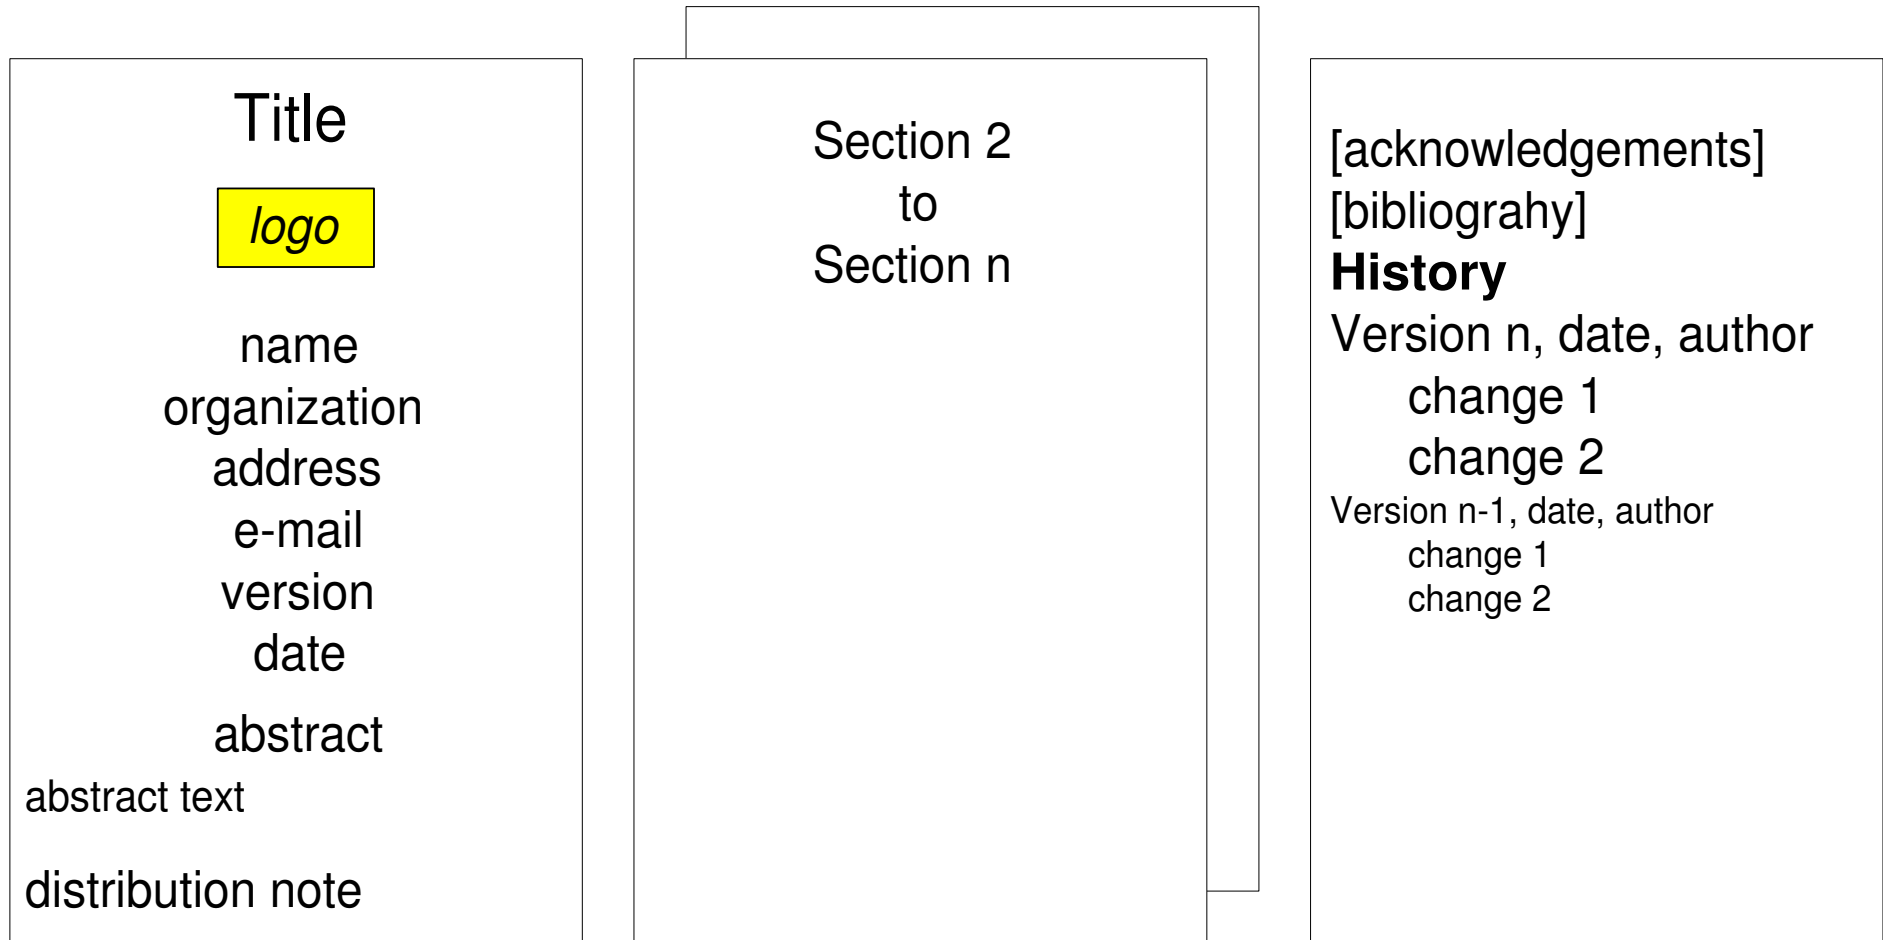 Title
logo
name
organization
address
e-mail
version
date
abstract
abstract text
distribution note
Section 2
to
Section n
[acknowledgements]
[bibliograhy]
History
Version n, date, author
change 1
change 2
Version n-1, date, author
change 1
change 2